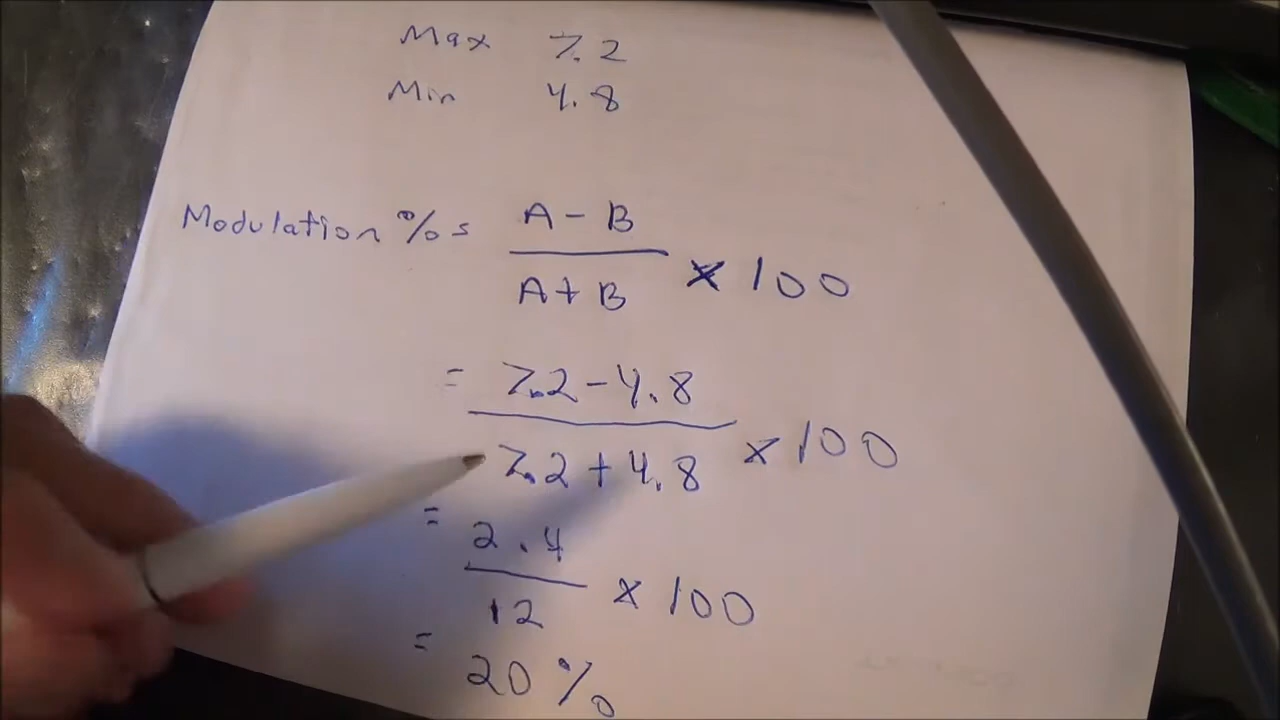 Max 7.2
Min 4.8
Modulation %s A - B
A + B
× 100
= 7.2 - 4.8
7.2 + 4.8
× 100
= 2.4
12
× 100
= 20 %